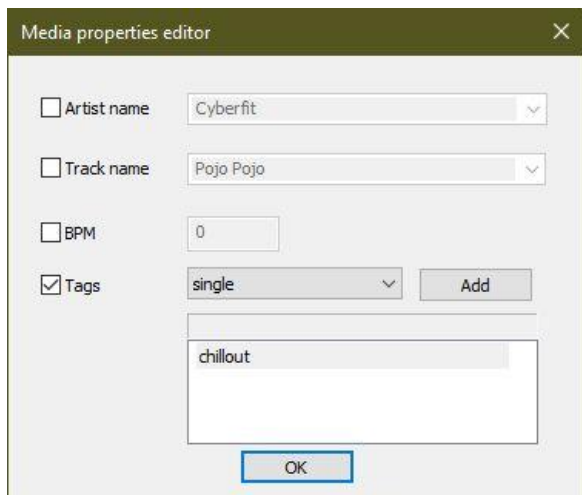 Media properties editor
Artist name Cyberfit
Track name Pojo Pojo
BPM 0
Tags single Add
chillout
OK